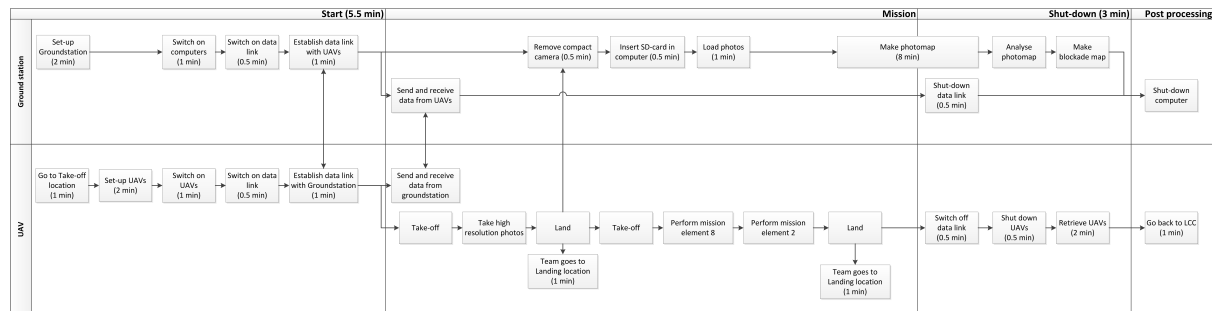 Start (5.5 min)
Mission
Shut-down (3 min)
Post processing
Ground station
Set-up
Groundstation
(2 min)
Switch on
computers
(1 min)
Switch on data
link
(0.5 min)
Establish data link
with UAVs
(1 min)
Remove compact
camera (0.5 min)
Insert SD-card in
computer (0.5 min)
Load photos
(1 min)
Make photomap
(8 min)
Analyse
photomap
Make
blockade map
Send and receive
data from UAVs
Shut-down
data link
(0.5 min)
Shut-down
computer
UAV
Go to Take-off
location
(1 min)
Set-up UAVs
(2 min)
Switch on
UAVs
(1 min)
Switch on data
link
(0.5 min)
Establish data link
with Groundstation
(1 min)
Send and receive
data from
groundstation
Take-off
Take high
resolution photos
Land
Take-off
Perform mission
element 8
Perform mission
element 2
Land
Switch off
data link
(0.5 min)
Shut down
UAVs
(0.5 min)
Retrieve UAVs
(2 min)
Go back to LCC
(1 min)
Team goes to
Landing location
(1 min)
Team goes to
Landing location
(1 min)